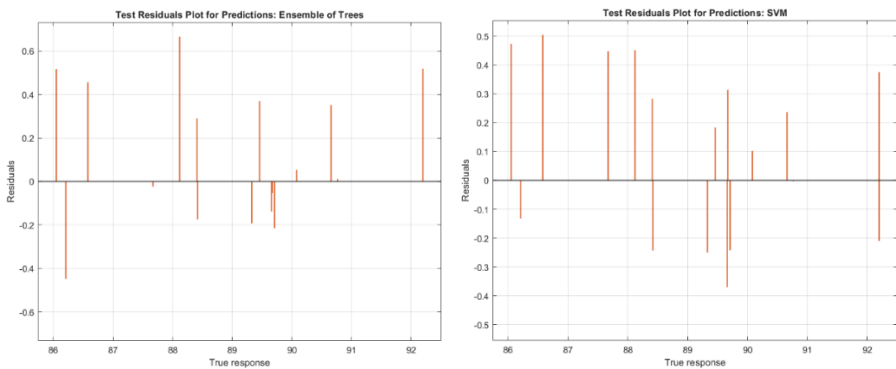 Test Residuals Plot for Predictions: Ensemble of Trees
0.6
0.4
0.2
0
-0.2
-0.4
-0.6
Residuals
86 87 88 89 90 91 92
True response
Test Residuals Plot for Predictions: SVM
0.5
0.4
0.3
0.2
0.1
0
-0.1
-0.2
-0.3
-0.4
-0.5
Residuals
86 87 88 89 90 91 92
True response